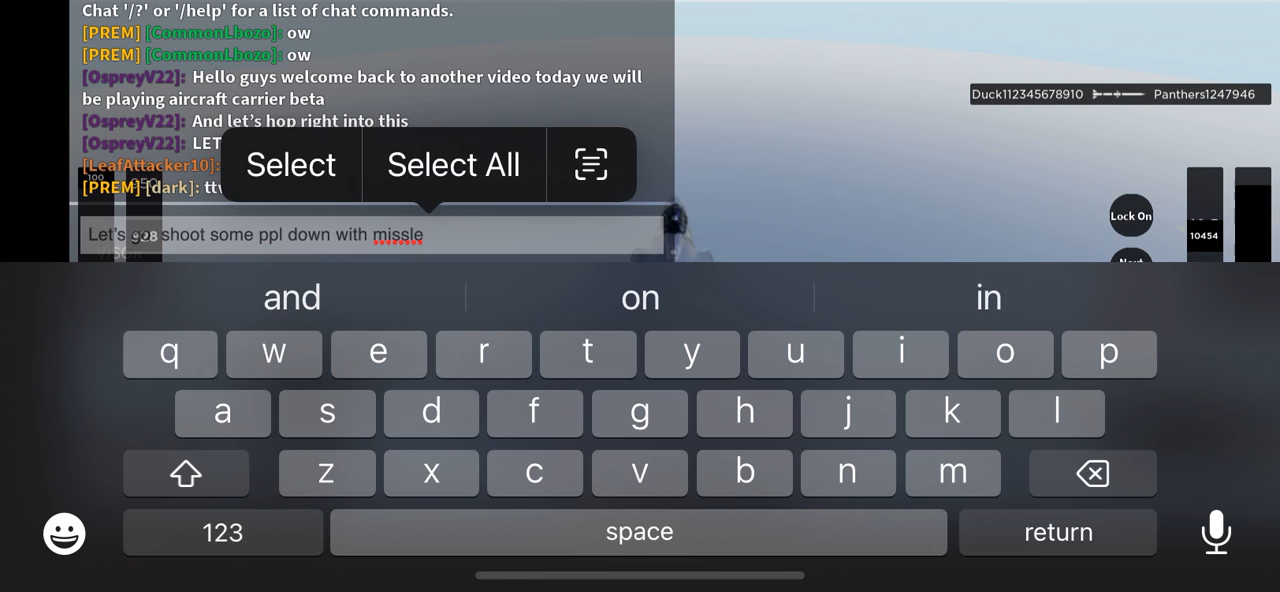 Chat '/?' or '/help' for a list of chat commands.
[PREM] [CommonLbozo]: ow
[PREM] [CommonLbozo]: ow
[OspreyV22]: Hello guys welcome back to another video today we will
be playing aircraft carrier beta
[OspreyV22]: And let's hop right into this
[OspreyV22]: LET
[LeafAttacker10]:
[PREM] [dark]: ttv
Select
Select All
Let's go shoot some ppl down with missle
100
928
Duck112345678910
Panthers1247946
Lock On
10454
and
on
in
q w e r t y u i o p
a s d f g h j k l
z x c v b n m
123
space
return